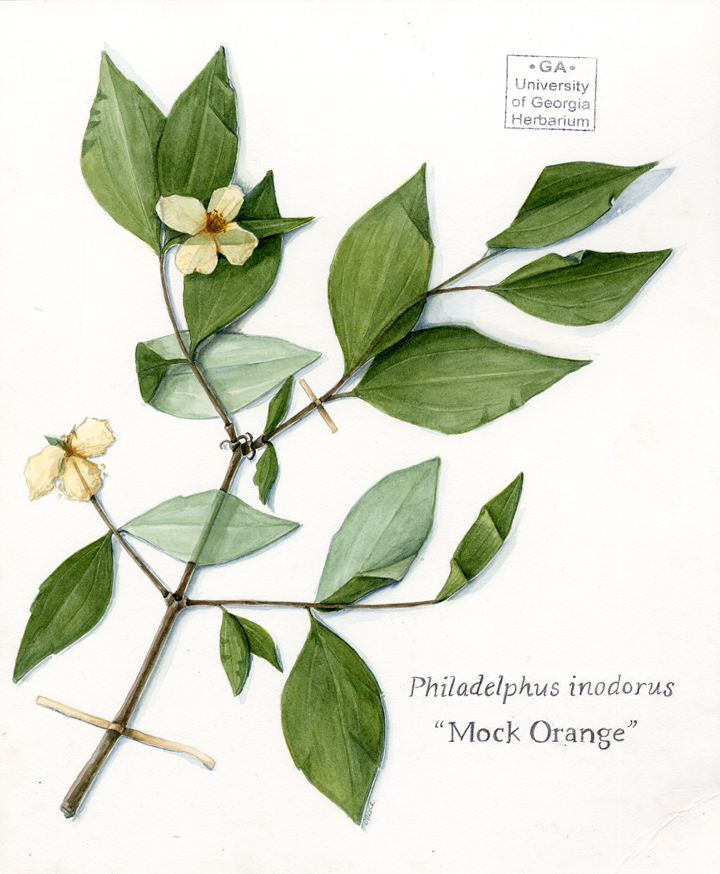 •GA•
University
of Georgia
Herbarium
Philadelphus inodorus
“Mock Orange”